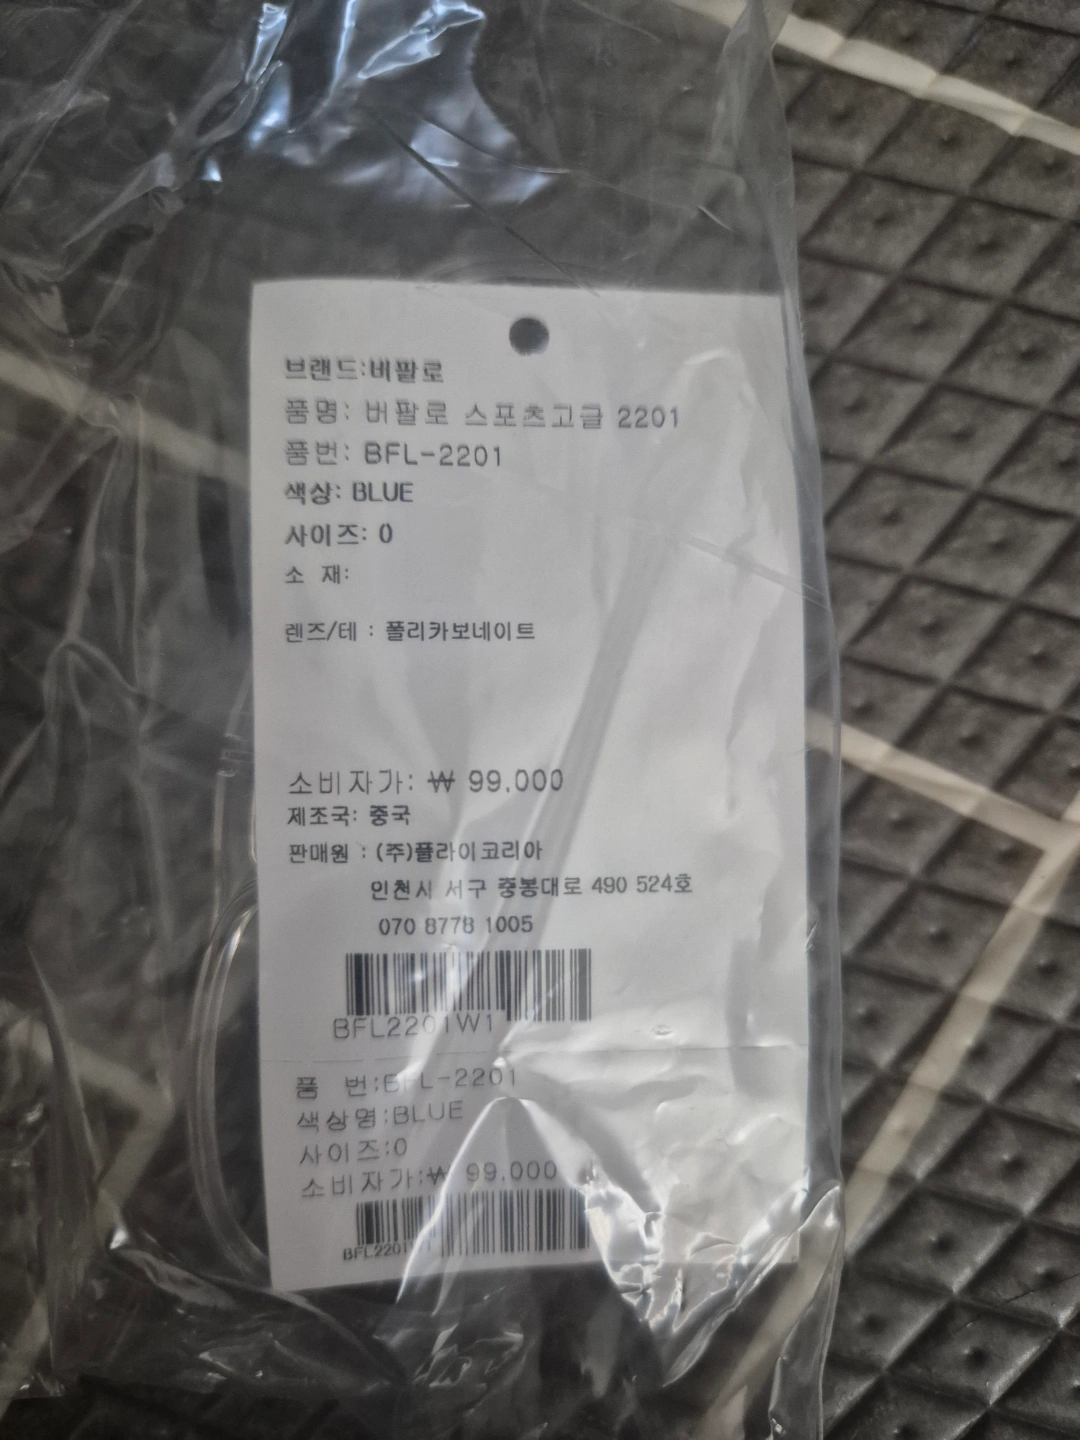 브랜드:버팔로
품명: 버팔로 스포츠고글 2201
품번: BFL-2201
색상: BLUE
사이즈: 0
소 재:
렌즈/테 : 폴리카보네이트
소비자가: ₩ 99,000
제조국: 중국
판매원 : (주)플라이코리아
인천시 서구 중봉대로 490 524호
070 8778 1005
BFL2201W1
품 번:BFL-2201
색상명:BLUE
사이즈:0
소비자가:₩ 99,000